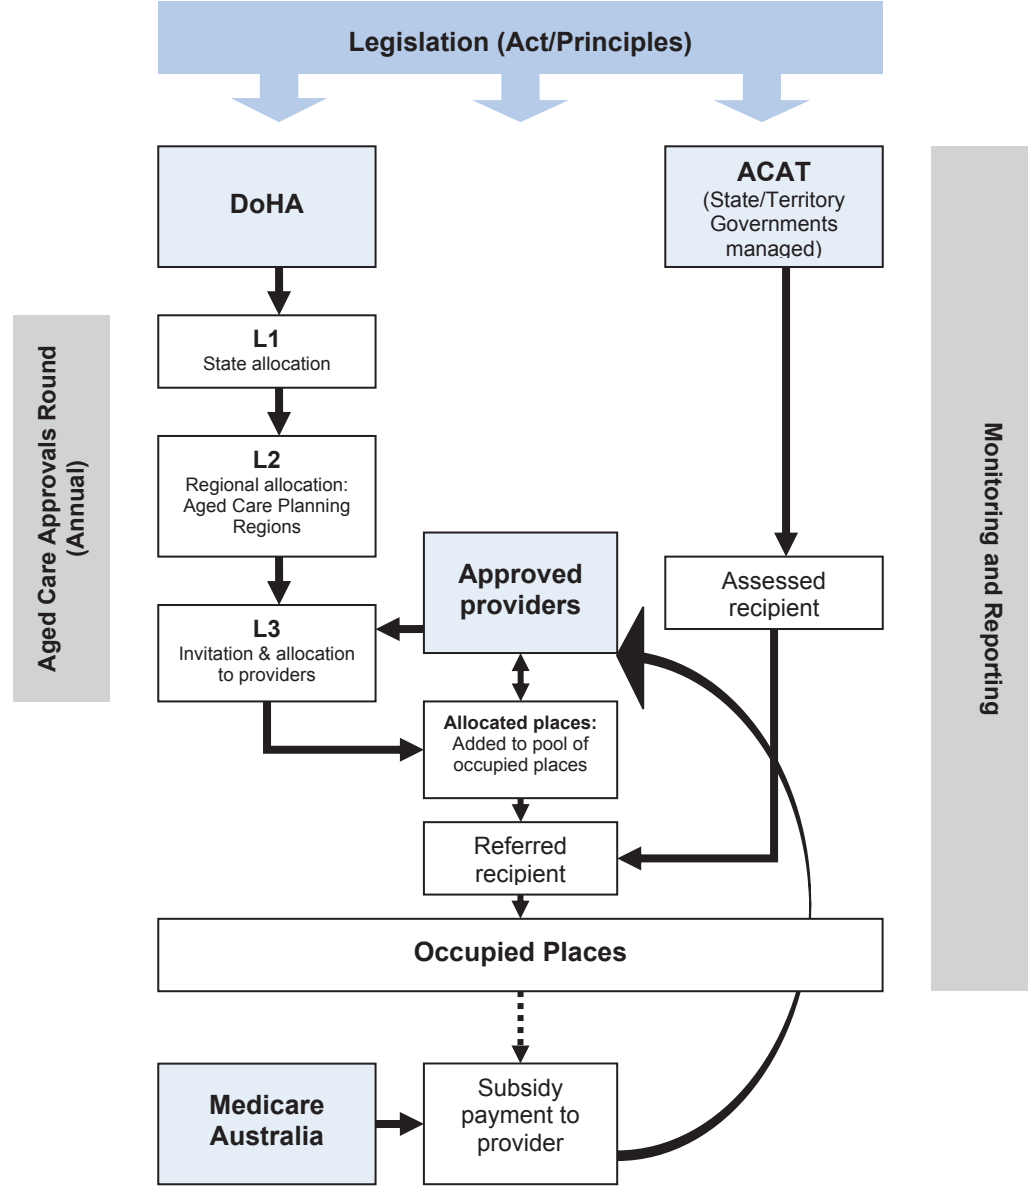 Legislation (Act/Principles)
DoHA
ACAT
(State/Territory
Governments
managed)
Aged Care Approvals Round
(Annual)
L1
State allocation
L2
Regional allocation:
Aged Care Planning
Regions
Approved
providers
Assessed
recipient
L3
Invitation & allocation
to providers
Monitoring and Reporting
Allocated places:
Added to pool of
occupied places
Referred
recipient
Occupied Places
Medicare
Australia
Subsidy
payment to
provider